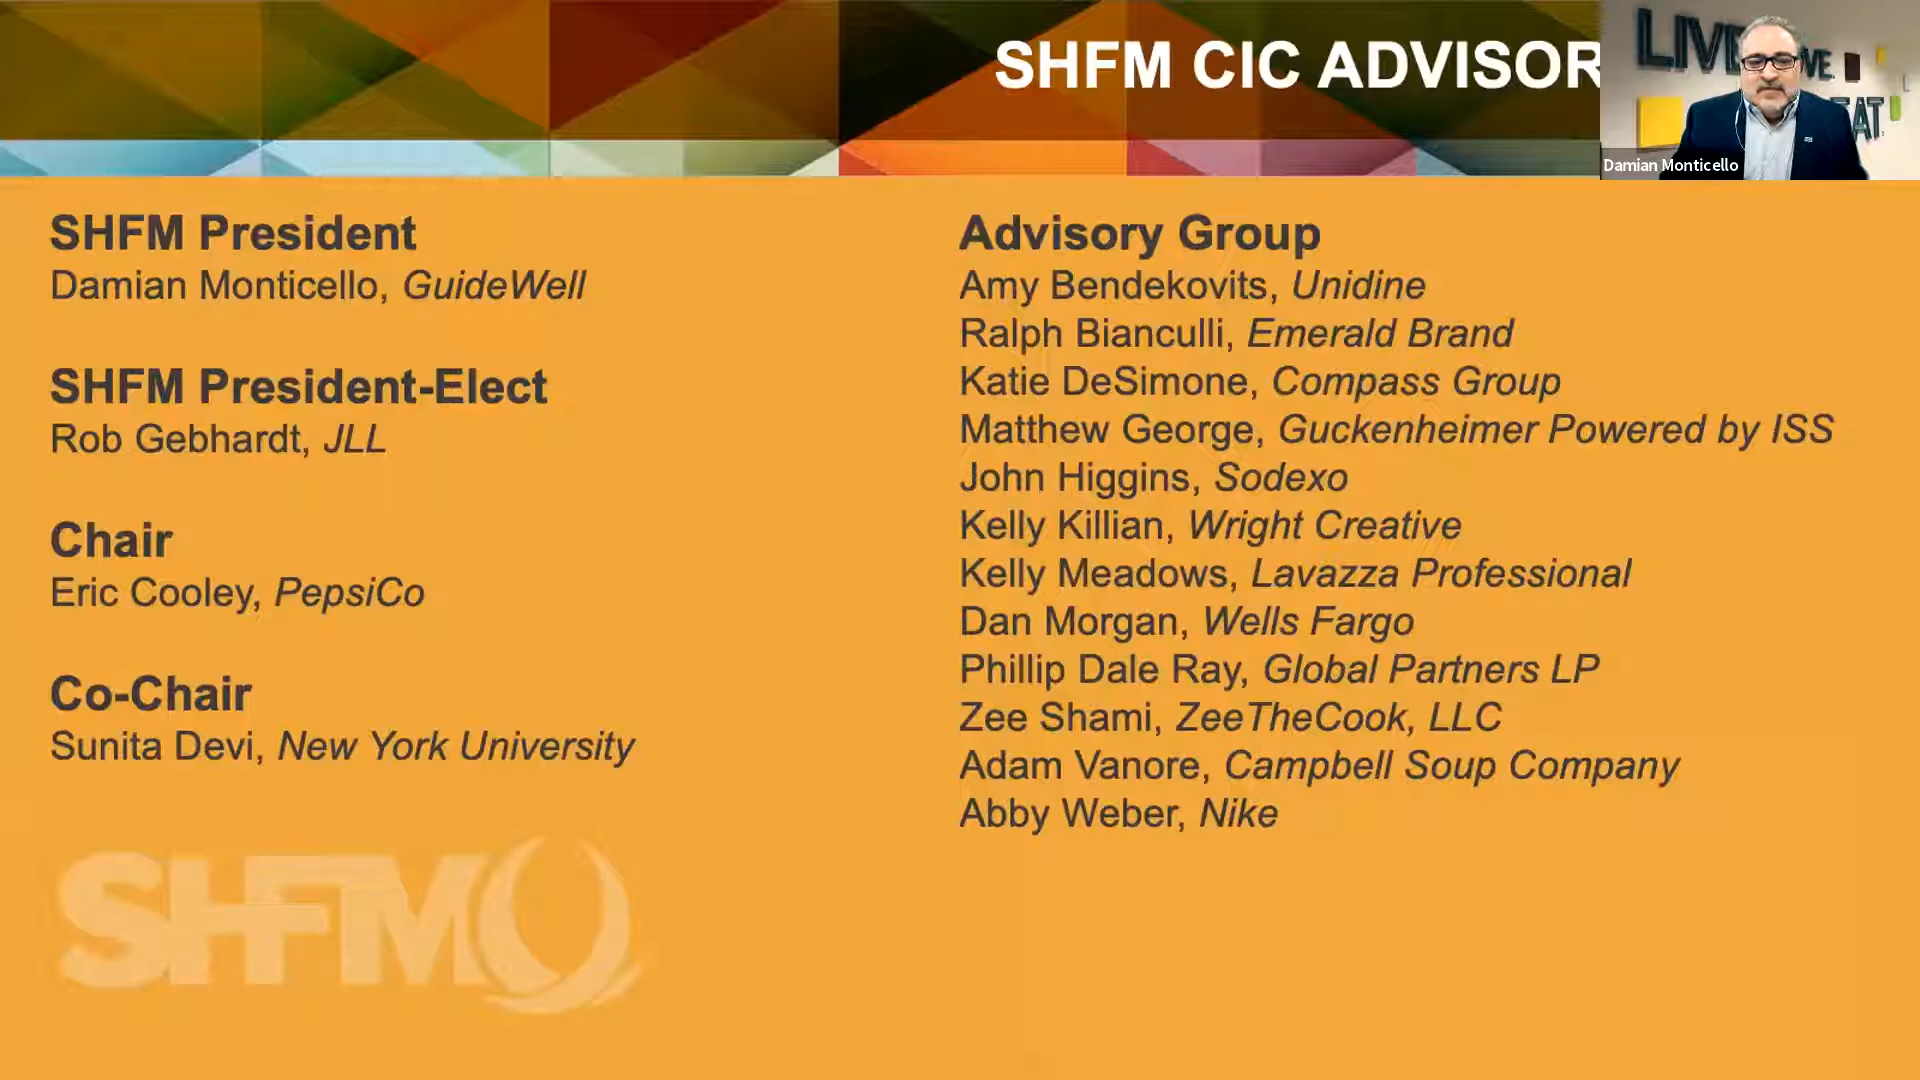 SHFM CIC ADVISOR
LIVE
VE.
EAT.
Damian Monticello
SHFM President
Damian Monticello, GuideWell
SHFM President-Elect
Rob Gebhardt, JLL
Chair
Eric Cooley, PepsiCo
Co-Chair
Sunita Devi, New York University
SHFM
Advisory Group
Amy Bendekovits, Unidine
Ralph Bianculli, Emerald Brand
Katie DeSimone, Compass Group
Matthew George, Guckenheimer Powered by ISS
John Higgins, Sodexo
Kelly Killian, Wright Creative
Kelly Meadows, Lavazza Professional
Dan Morgan, Wells Fargo
Phillip Dale Ray, Global Partners LP
Zee Shami, ZeeTheCook, LLC
Adam Vanore, Campbell Soup Company
Abby Weber, Nike